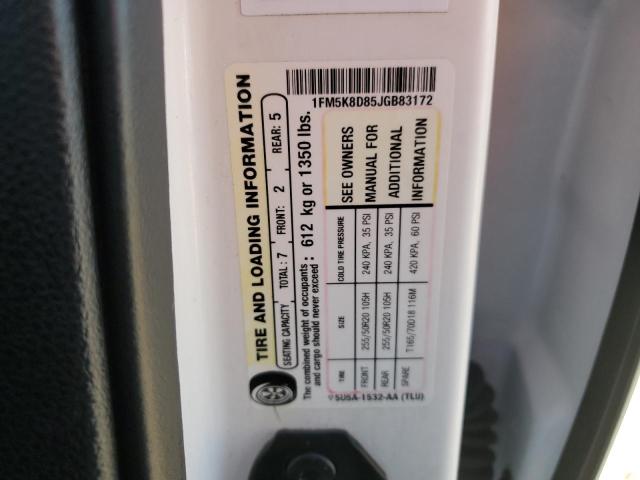 1FM5K8D85JGB83172
TIRE AND LOADING INFORMATION
SEATING CAPACITY TOTAL: 7 FRONT: 2 REAR: 5
The combined weight of occupants and cargo should never exceed: 612 kg or 1350 lbs.
TIRE SIZE COLD TIRE PRESSURE
FRONT 255/50R20 105H 240 KPA, 35 PSI
REAR 255/50R20 105H 240 KPA, 35 PSI
SPARE T165/70D18 116M 420 KPA, 60 PSI
SEE OWNERS
MANUAL FOR
ADDITIONAL
INFORMATION
5U5A-1532-AA (TLU)